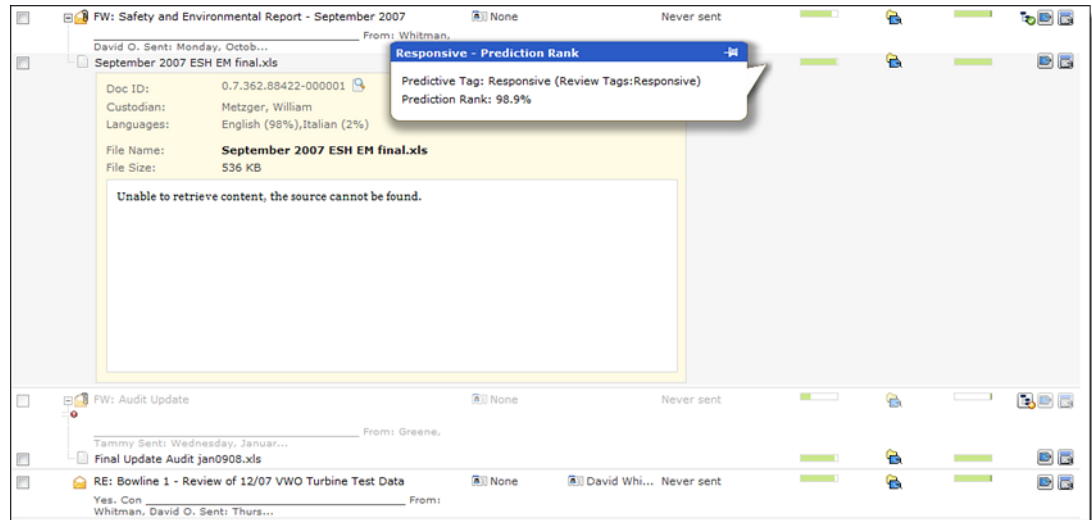 FW: Safety and Environmental Report - September 2007 None Never sent
From: Whitman,
David O. Sent: Monday, Octob...
September 2007 ESH EM final.xls
Responsive - Prediction Rank
Predictive Tag: Responsive (Review Tags:Responsive)
Prediction Rank: 98.9%
Doc ID: 0.7.362.88422-000001
Custodian: Metzger, William
Languages: English (98%),Italian (2%)
File Name: September 2007 ESH EM final.xls
File Size: 536 KB
Unable to retrieve content, the source cannot be found.
FW: Audit Update None Never sent
From: Greene,
Tammy Sent: Wednesday, Januar...
Final Update Audit jan0908.xls
RE: Bowline 1 - Review of 12/07 VWO Turbine Test Data None David Whi... Never sent
Yes. Con From:
Whitman, David O. Sent: Thurs...